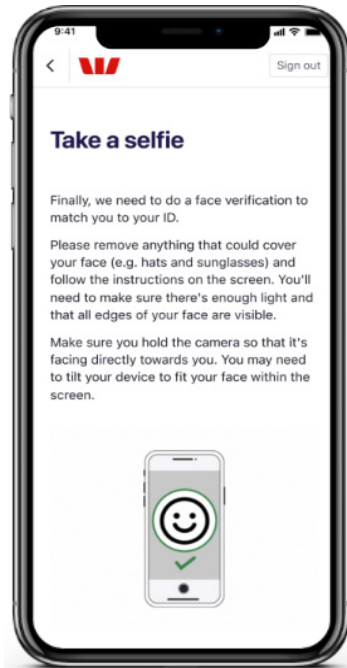 9:41
Sign out
Take a selfie
Finally, we need to do a face verification to
match you to your ID.
Please remove anything that could cover
your face (e.g. hats and sunglasses) and
follow the instructions on the screen. You'll
need to make sure there's enough light and
that all edges of your face are visible.
Make sure you hold the camera so that it's
facing directly towards you. You may need
to tilt your device to fit your face within the
screen.